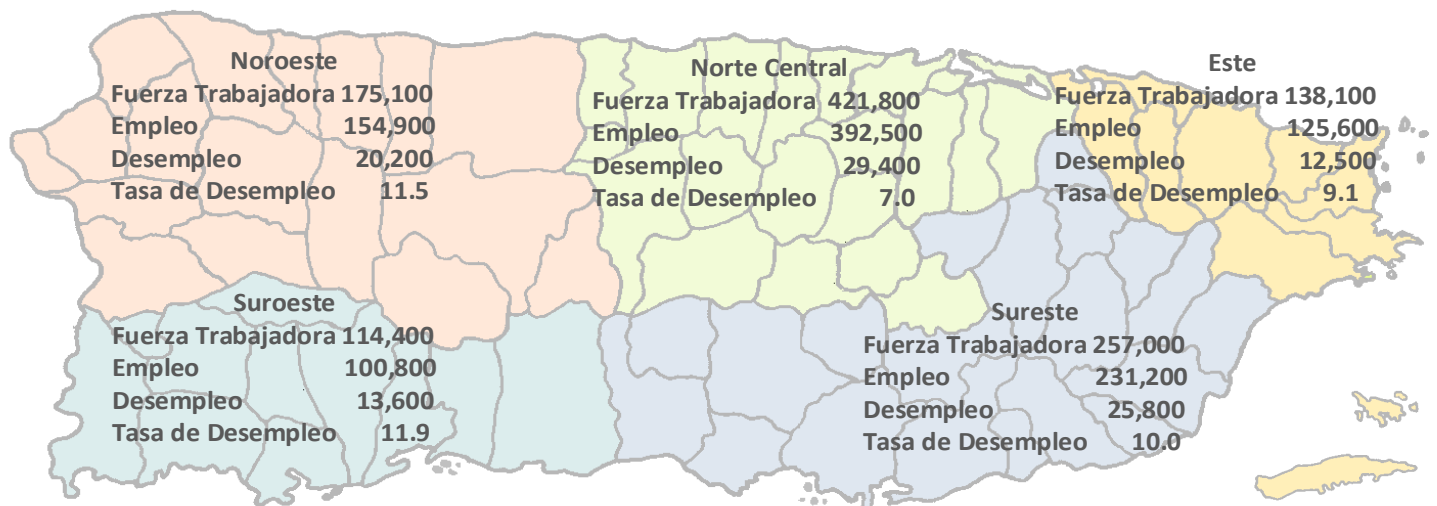 Noroeste
Fuerza Trabajadora 175,100
Empleo 154,900
Desempleo 20,200
Tasa de Desempleo 11.5
Norte Central
Fuerza Trabajadora 421,800
Empleo 392,500
Desempleo 29,400
Tasa de Desempleo 7.0
Este
Fuerza Trabajadora 138,100
Empleo 125,600
Desempleo 12,500
Tasa de Desempleo 9.1
Suroeste
Fuerza Trabajadora 114,400
Empleo 100,800
Desempleo 13,600
Tasa de Desempleo 11.9
Sureste
Fuerza Trabajadora 257,000
Empleo 231,200
Desempleo 25,800
Tasa de Desempleo 10.0